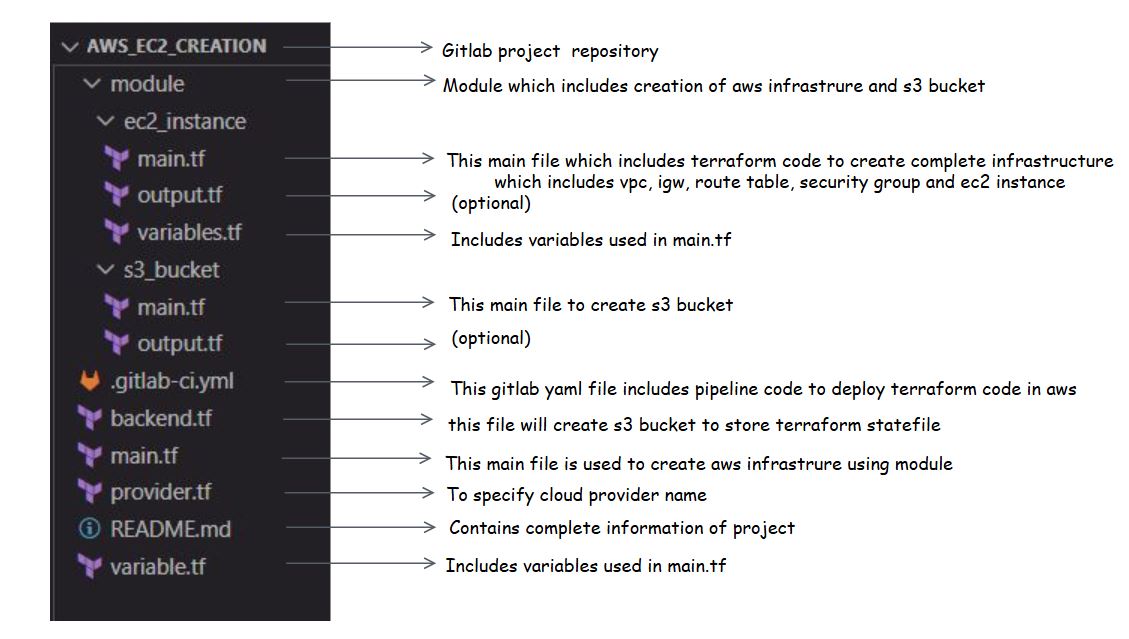 AWS_EC2_CREATION
Gitlab project repository
module
Module which includes creation of aws infrastrure and s3 bucket
ec2_instance
main.tf
This main file which includes terraform code to create complete infrastructure
which includes vpc, igw, route table, security group and ec2 instance
output.tf
(optional)
variables.tf
Includes variables used in main.tf
s3_bucket
main.tf
This main file to create s3 bucket
output.tf
(optional)
.gitlab-ci.yml
This gitlab yaml file includes pipeline code to deploy terraform code in aws
backend.tf
this file will create s3 bucket to store terraform statefile
main.tf
This main file is used to create aws infrastrure using module
provider.tf
To specify cloud provider name
README.md
Contains complete information of project
variable.tf
Includes variables used in main.tf